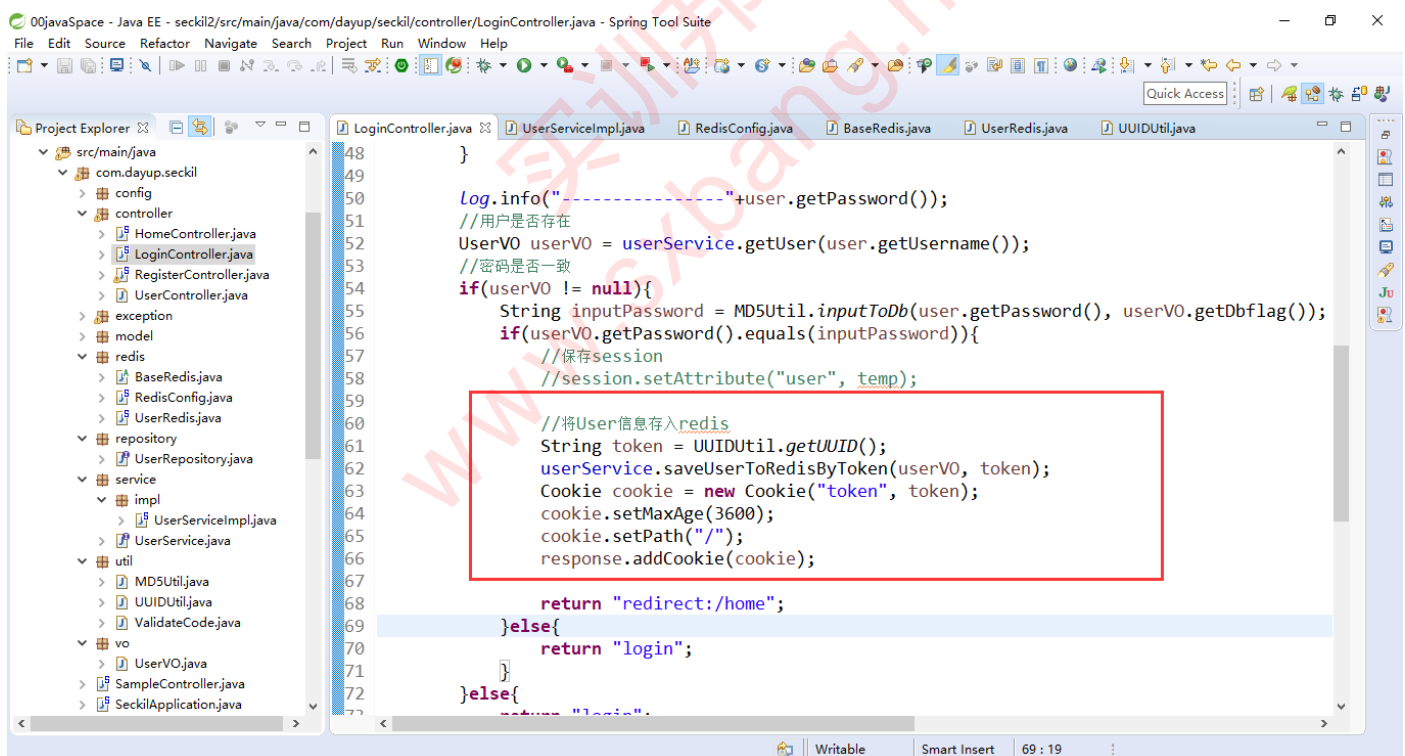 00javaSpace - Java EE - seckil2/src/main/java/com/dayup/seckil/controller/LoginController.java - Spring Tool Suite
File Edit Source Refactor Navigate Search Project Run Window Help
Quick Access
Project Explorer
LoginController.java UserServiceImpl.java RedisConfig.java BaseRedis.java UserRedis.java UUIDUtil.java
src/main/java
com.dayup.seckil
config
controller
HomeController.java
LoginController.java
RegisterController.java
UserController.java
exception
model
redis
BaseRedis.java
RedisConfig.java
UserRedis.java
repository
UserRepository.java
service
impl
UserServiceImpl.java
UserService.java
util
MD5Util.java
UUIDUtil.java
ValidateCode.java
vo
UserVO.java
SampleController.java
SeckilApplication.java
48 }
49
50 log.info("----------------"+user.getPassword());
51 //用户是否存在
52 UserVO userVO = userService.getUser(user.getUsername());
53 //密码是否一致
54 if(userVO != null){
55 String inputPassword = MD5Util.inputToDb(user.getPassword(), userVO.getDbflag());
56 if(userVO.getPassword().equals(inputPassword)){
57 //保存session
58 //session.setAttribute("user", temp);
59
60 //将User信息存入redis
61 String token = UUIDUtil.getUUID();
62 userService.saveUserToRedisByToken(userVO, token);
63 Cookie cookie = new Cookie("token", token);
64 cookie.setMaxAge(3600);
65 cookie.setPath("/");
66 response.addCookie(cookie);
67
68 return "redirect:/home";
69 }else{
70 return "login";
71 }
72 }else{
73 return "login";
Writable Smart Insert 69 : 19
www.sxbang.